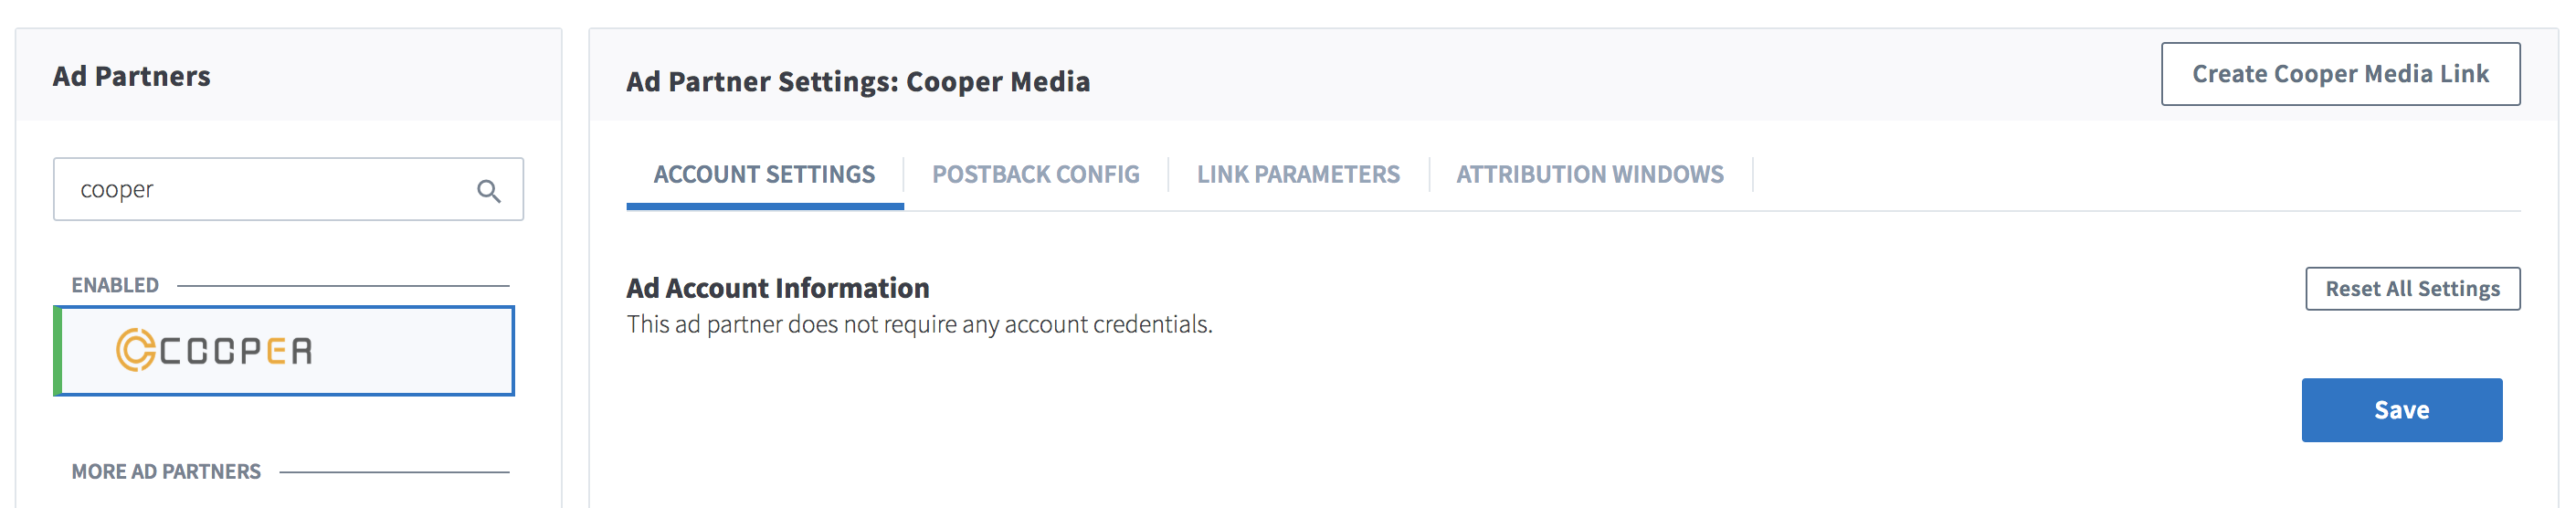 Ad Partners
cooper
ENABLED
COOPER
MORE AD PARTNERS
Ad Partner Settings: Cooper Media
Create Cooper Media Link
ACCOUNT SETTINGS
POSTBACK CONFIG
LINK PARAMETERS
ATTRIBUTION WINDOWS
Ad Account Information
Reset All Settings
This ad partner does not require any account credentials.
Save